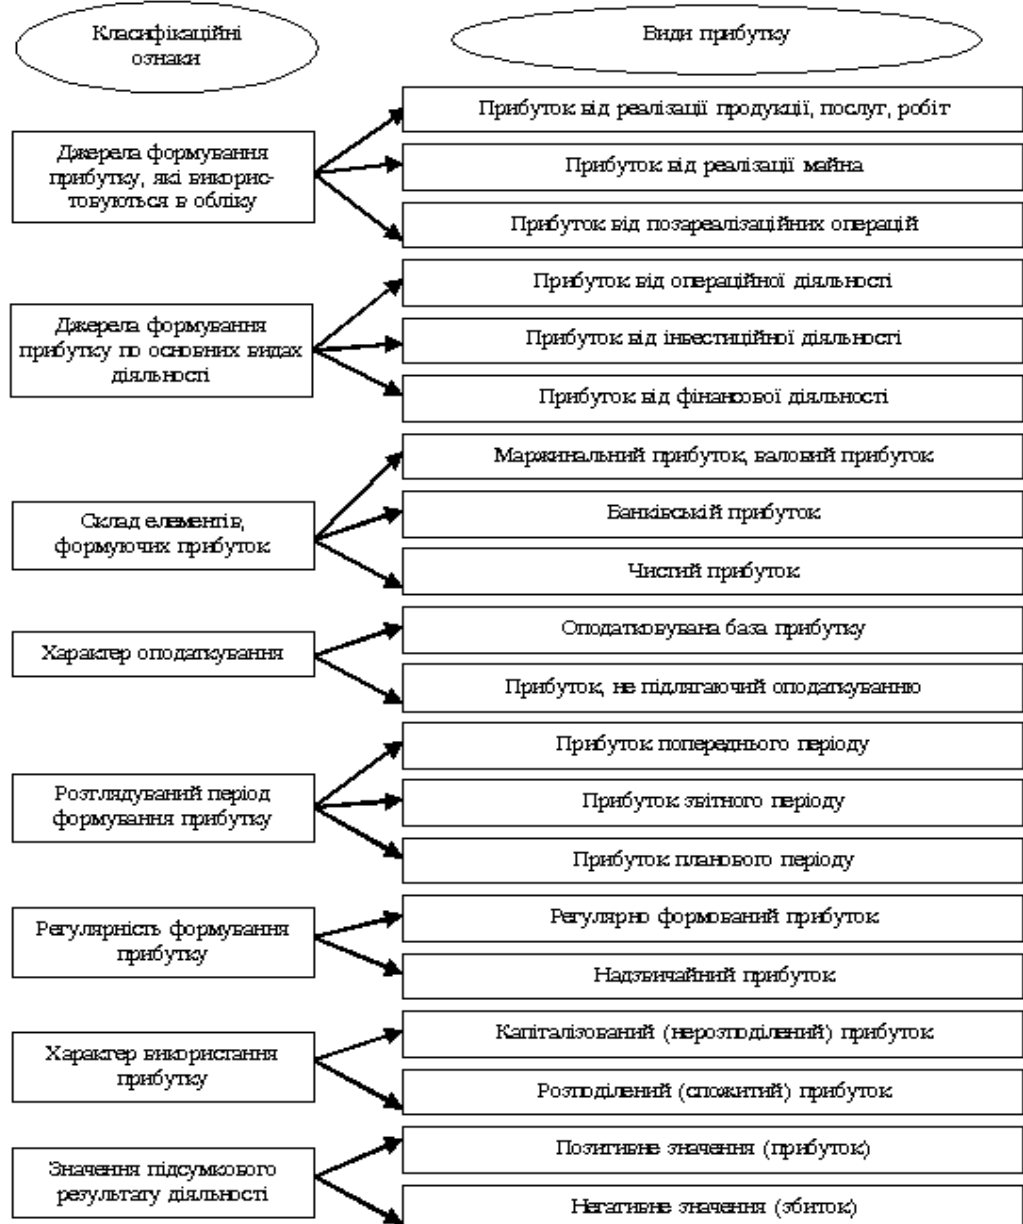 Класифікаційні
ознаки
Види прибутку
Джерела формування
прибутку, які викорис-
товуються в обліку
Прибуток від реалізації продукції, послуг, робіт
Прибуток від реалізації майна
Прибуток від позареалізаційних операцій
Джерела формування
прибутку по основних видах
діяльності
Прибуток від операційної діяльності
Прибуток від інвестиційної діяльності
Прибуток від фінансової діяльності
Склад елементів,
формуючих прибуток
Маржинальний прибуток, валовий прибуток
Банківській прибуток
Чистий прибуток
Характер оподаткування
Оподатковувана база прибутку
Прибуток, не підлягаючий оподаткуванню
Розглядуваний період
формування прибутку
Прибуток попереднього періоду
Прибуток звітного періоду
Прибуток планового періоду
Регулярність формування
прибутку
Регулярно формований прибуток
Надзвичайний прибуток
Характер використання
прибутку
Капіталізований (нерозподілений) прибуток
Розподілений (спожитий) прибуток
Значення підсумкового
результату діяльності
Позитивне значення (прибуток)
Негативне значення (збиток)